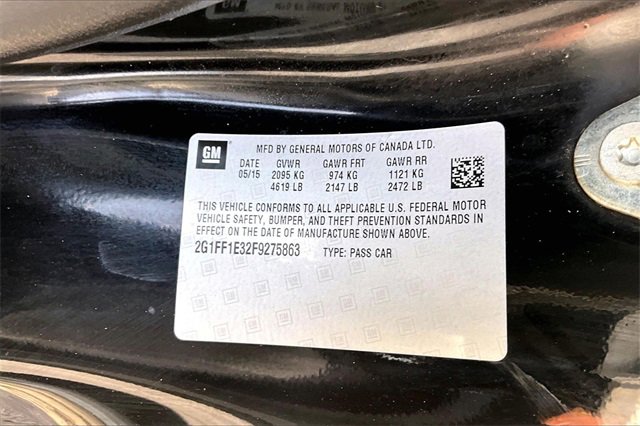 GM
MFD BY GENERAL MOTORS OF CANADA LTD.
DATE GVWR GAWR FRT GAWR RR
05/15 2095 KG 974 KG 1121 KG
4619 LB 2147 LB 2472 LB
THIS VEHICLE CONFORMS TO ALL APPLICABLE U.S. FEDERAL MOTOR
VEHICLE SAFETY, BUMPER, AND THEFT PREVENTION STANDARDS IN
EFFECT ON THE DATE OF MANUFACTURE SHOWN ABOVE.
2G1FF1E32F9275863 TYPE: PASS CAR